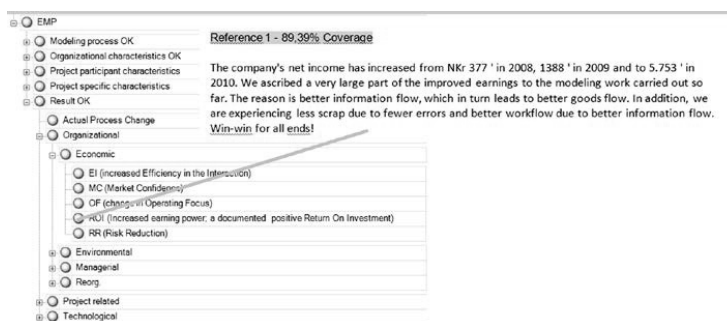 EMP
Modeling process OK
Organizational characteristics OK
Project participant characteristics
Project specific characteristics
Result OK
Actual Process Change
Organizational
Economic
EI (increased Efficiency in the Interaction)
MC (Market Confidence)
OF (change in Operating Focus)
ROI (Increased earning power; a documented positive Return On Investment)
RR (Risk Reduction)
Environmental
Managerial
Reorg.
Project related
Technological
Reference 1 - 89,39% Coverage
The company's net income has increased from NKr 377 ' in 2008, 1388 ' in 2009 and to 5.753 ' in
2010. We ascribed a very large part of the improved earnings to the modeling work carried out so
far. The reason is better information flow, which in turn leads to better goods flow. In addition, we
are experiencing less scrap due to fewer errors and better workflow due to better information flow.
Win-win for all ends!